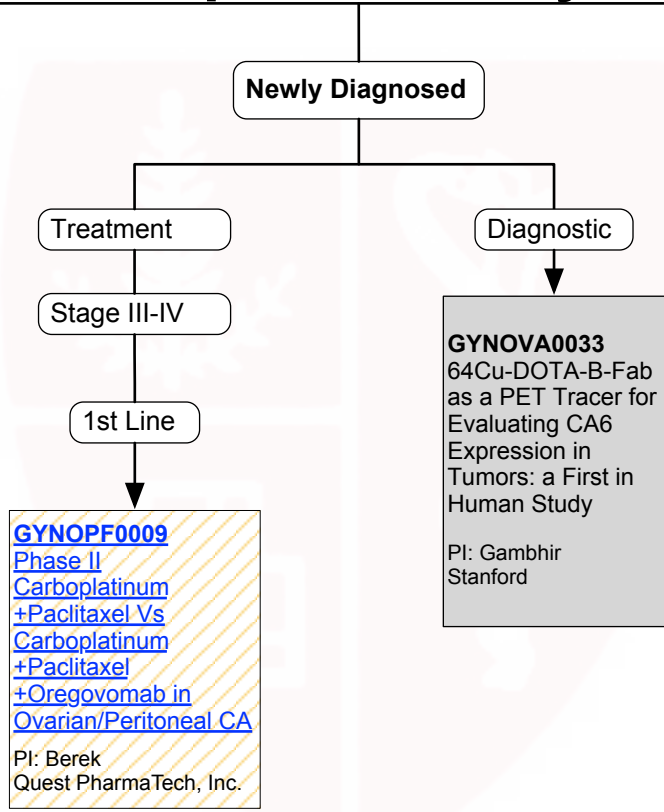 Newly Diagnosed
Treatment
Diagnostic
Stage III-IV
1st Line
GYNOPF0009
Phase II
Carboplatinum
+Paclitaxel Vs
Carboplatinum
+Paclitaxel
+Oregovomab in
Ovarian/Peritoneal CA
PI: Berek
Quest PharmaTech, Inc.
GYNOVA0033
64Cu-DOTA-B-Fab
as a PET Tracer for
Evaluating CA6
Expression in
Tumors: a First in
Human Study
PI: Gambhir
Stanford